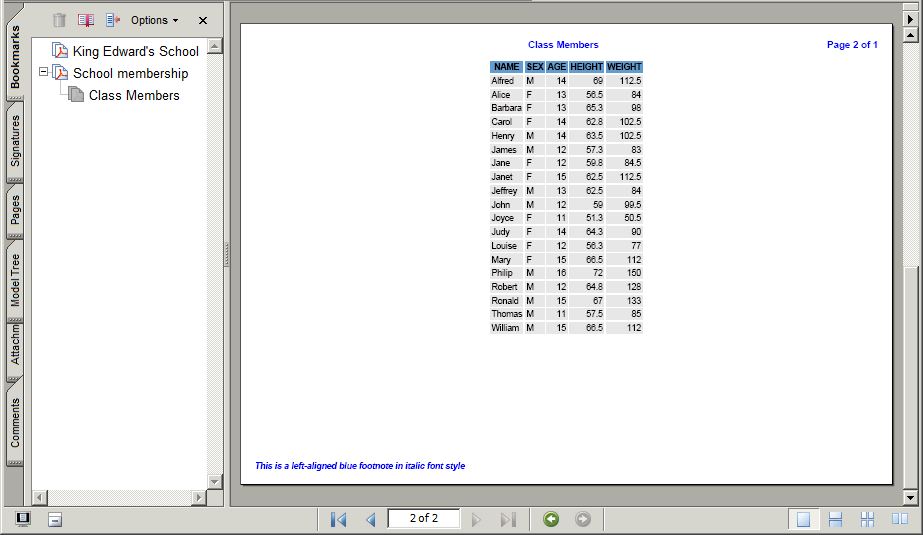 Options
King Edward's School
School membership
Class Members
Bookmarks
Signatures
Pages
Model Tree
Attachm
Comments
Class Members
Page 2 of 1
NAME SEX AGE HEIGHT WEIGHT
Alfred M 14 69 112.5
Alice F 13 56.5 84
Barbara F 13 65.3 98
Carol F 14 62.8 102.5
Henry M 14 63.5 102.5
James M 12 57.3 83
Jane F 12 59.8 84.5
Janet F 15 62.5 112.5
Jeffrey M 13 62.5 84
John M 12 59 99.5
Joyce F 11 51.3 50.5
Judy F 14 64.3 90
Louise F 12 56.3 77
Mary F 15 66.5 112
Philip M 16 72 150
Robert M 12 64.8 128
Ronald M 15 67 133
Thomas M 11 57.5 85
William M 15 66.5 112
This is a left-aligned blue footnote in italic font style
2 of 2